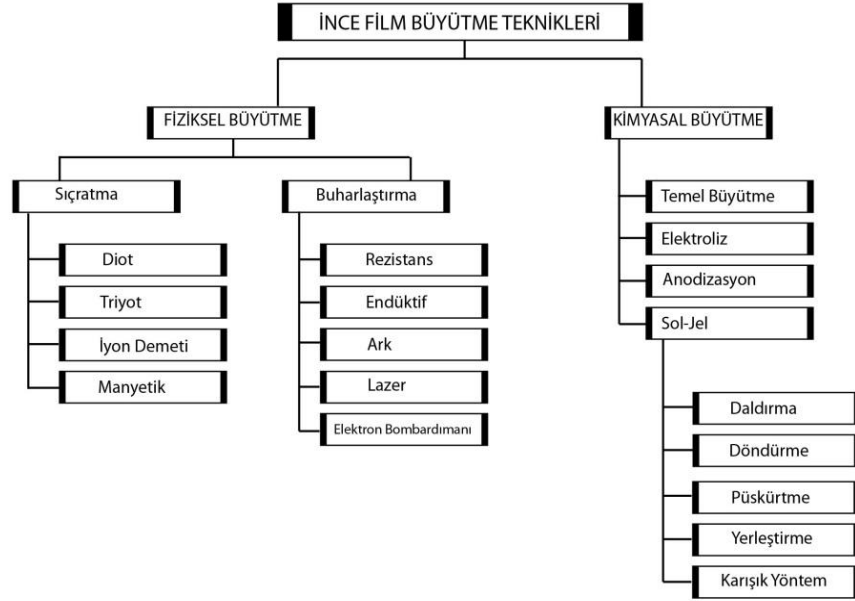 İNCE FİLM BÜYÜTME TEKNİKLERİ
FİZİKSEL BÜYÜTME
KİMYASAL BÜYÜTME
Sıçratma
Buharlaştırma
Diot
Triyot
İyon Demeti
Manyetik
Rezistans
Endüktif
Ark
Lazer
Elektron Bombardımanı
Temel Büyütme
Elektroliz
Anodizasyon
Sol-Jel
Daldırma
Döndürme
Püskürtme
Yerleştirme
Karışık Yöntem